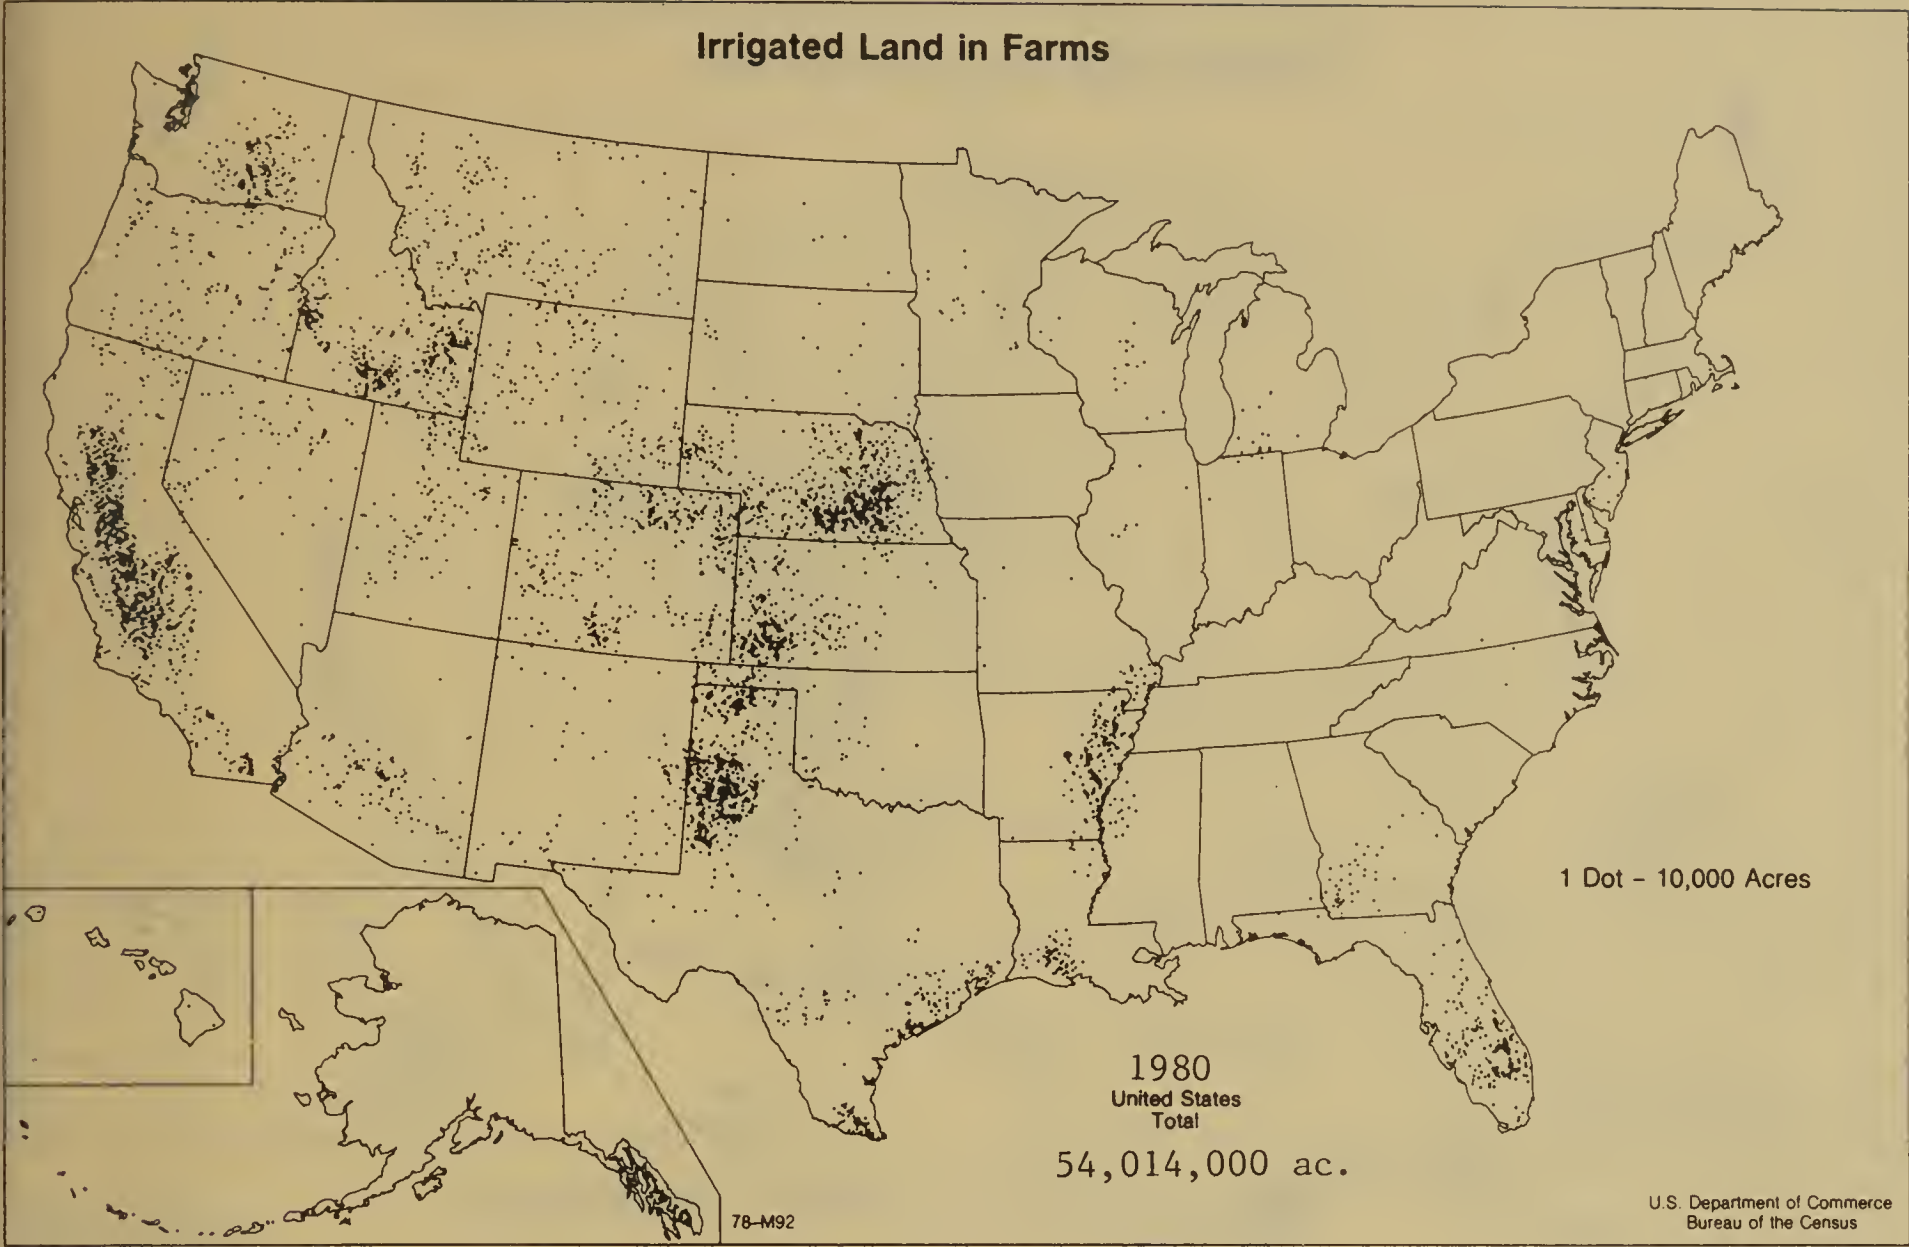 Irrigated Land in Farms
1 Dot – 10,000 Acres
1980
United States
Total
54,014,000 ac.
78-M92
U.S. Department of Commerce
Bureau of the Census